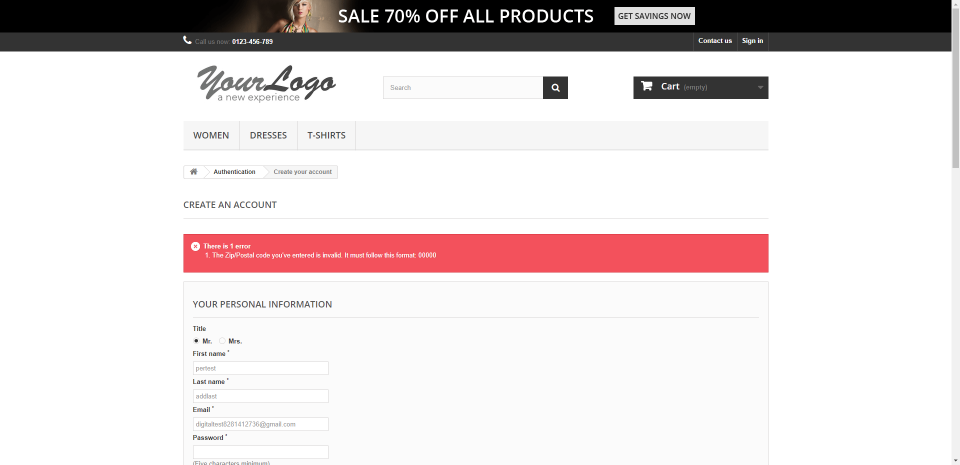 SALE 70% OFF ALL PRODUCTS GET SAVINGS NOW
Call us now: 0123-456-789 Contact us Sign in
YourLogo
a new experience
Search
Cart (empty)
WOMEN DRESSES T-SHIRTS
Authentication Create your account
CREATE AN ACCOUNT
There is 1 error
1. The Zip/Postal code you've entered is invalid. It must follow this format: 00000
YOUR PERSONAL INFORMATION
Title
Mr. Mrs.
First name *
pertest
Last name *
addlast
Email *
digitaltest8281412736@gmail.com
Password *
(Five characters minimum)